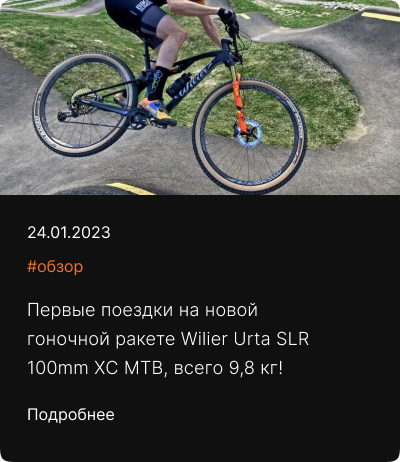 WILIER
24.01.2023
#обзор
Первые поездки на новой
гоночной ракете Wilier Urta SLR
100mm XC MTB, всего 9,8 кг!
Подробнее